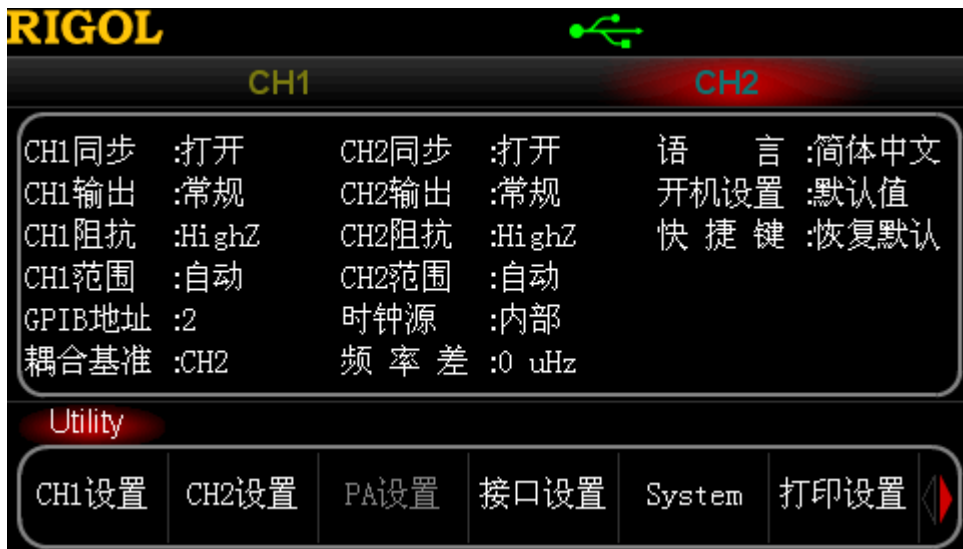 RIGOL
CH1 CH2
CH1同步 :打开 CH2同步 :打开 语 言 :简体中文
CH1输出 :常规 CH2输出 :常规 开机设置 :默认值
CH1阻抗 :HighZ CH2阻抗 :HighZ 快 捷 键 :恢复默认
CH1范围 :自动 CH2范围 :自动
GPIB地址 :2 时钟源 :内部
耦合基准 :CH2 频 率 差 :0 uHz
Utility
CH1设置 CH2设置 PA设置 接口设置 System 打印设置